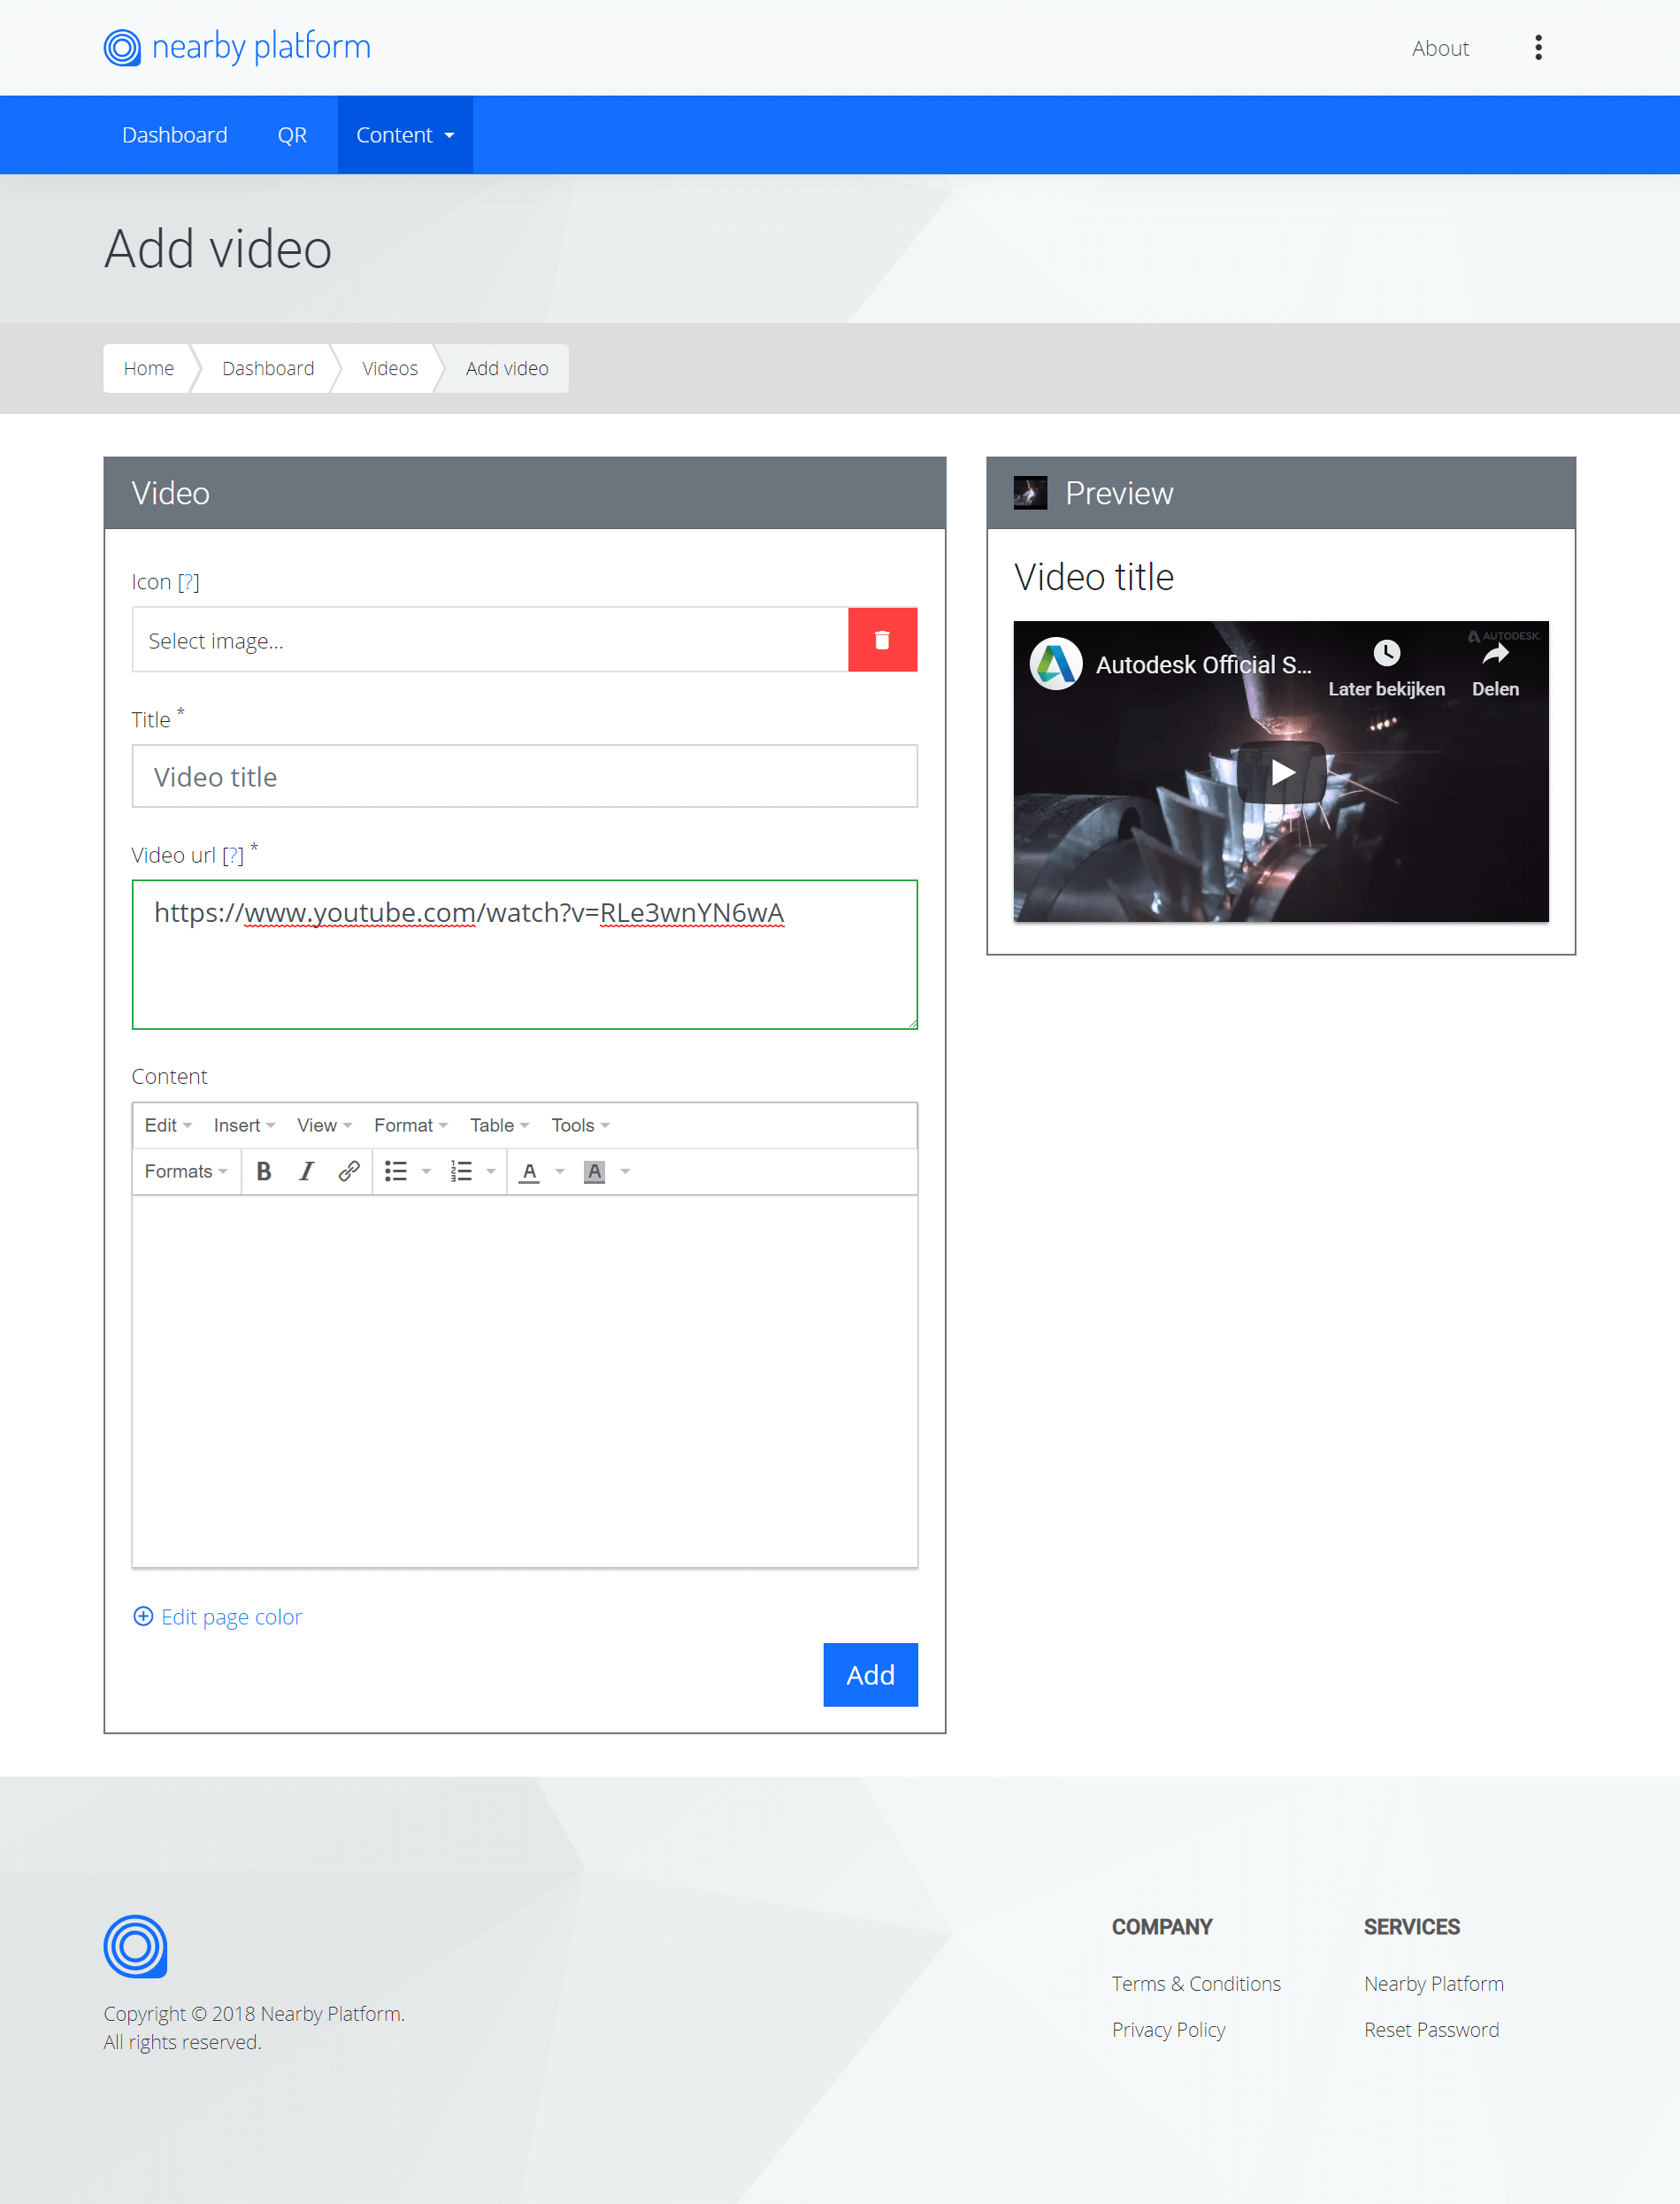 nearby platform
About
Dashboard QR Content
Add video
Home Dashboard Videos Add video
Video
Icon [?]
Select image...
Title *
Video title
Video url [?] *
https://www.youtube.com/watch?v=RLe3wnYN6wA
Content
Edit Insert View Format Table Tools
Formats B I A A
Edit page color
Add
Preview
Video title
AUTODESK.
Autodesk Official S...
Later bekijken Delen
Copyright © 2018 Nearby Platform.
All rights reserved.
COMPANY
Terms & Conditions
Privacy Policy
SERVICES
Nearby Platform
Reset Password